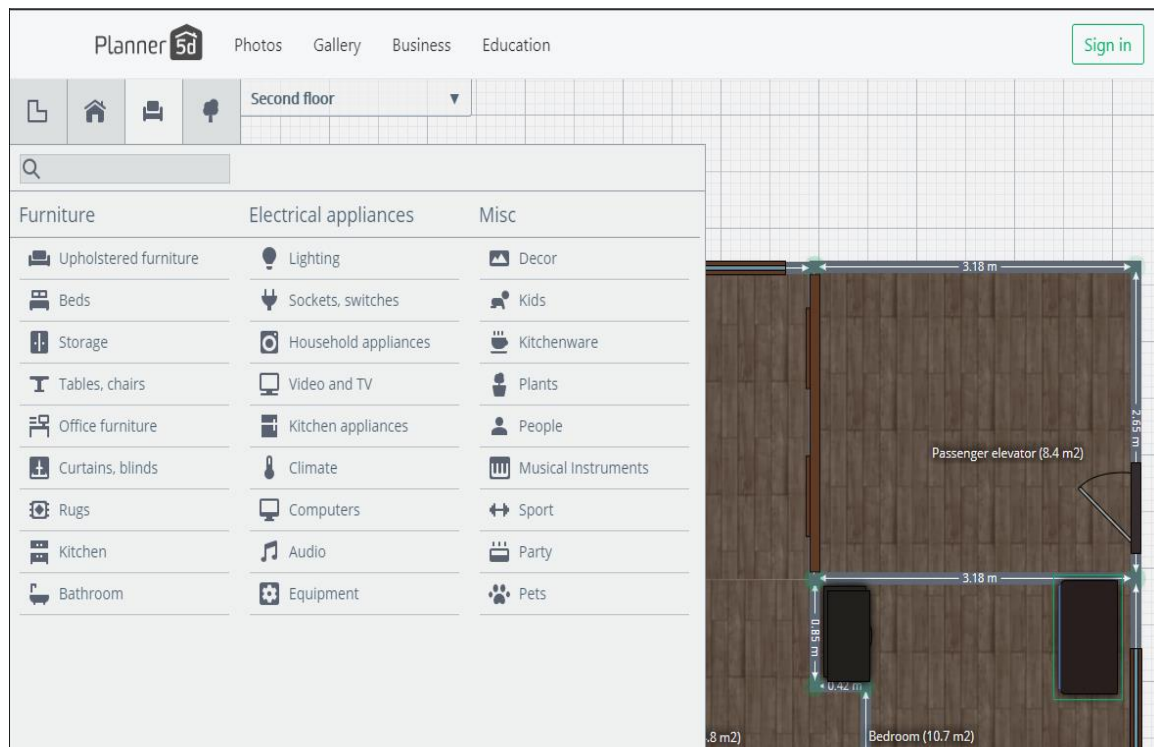 Planner 5d Photos Gallery Business Education Sign in
Second floor ▼
Furniture
Upholstered furniture
Beds
Storage
Tables, chairs
Office furniture
Curtains, blinds
Rugs
Kitchen
Bathroom
Electrical appliances
Lighting
Sockets, switches
Household appliances
Video and TV
Kitchen appliances
Climate
Computers
Audio
Equipment
Misc
Decor
Kids
Kitchenware
Plants
People
Musical Instruments
Sport
Party
Pets
3.18 m
2.65 m
Passenger elevator (8.4 m2)
3.18 m
0.85 m
0.42 m
.8 m2)
Bedroom (10.7 m2)